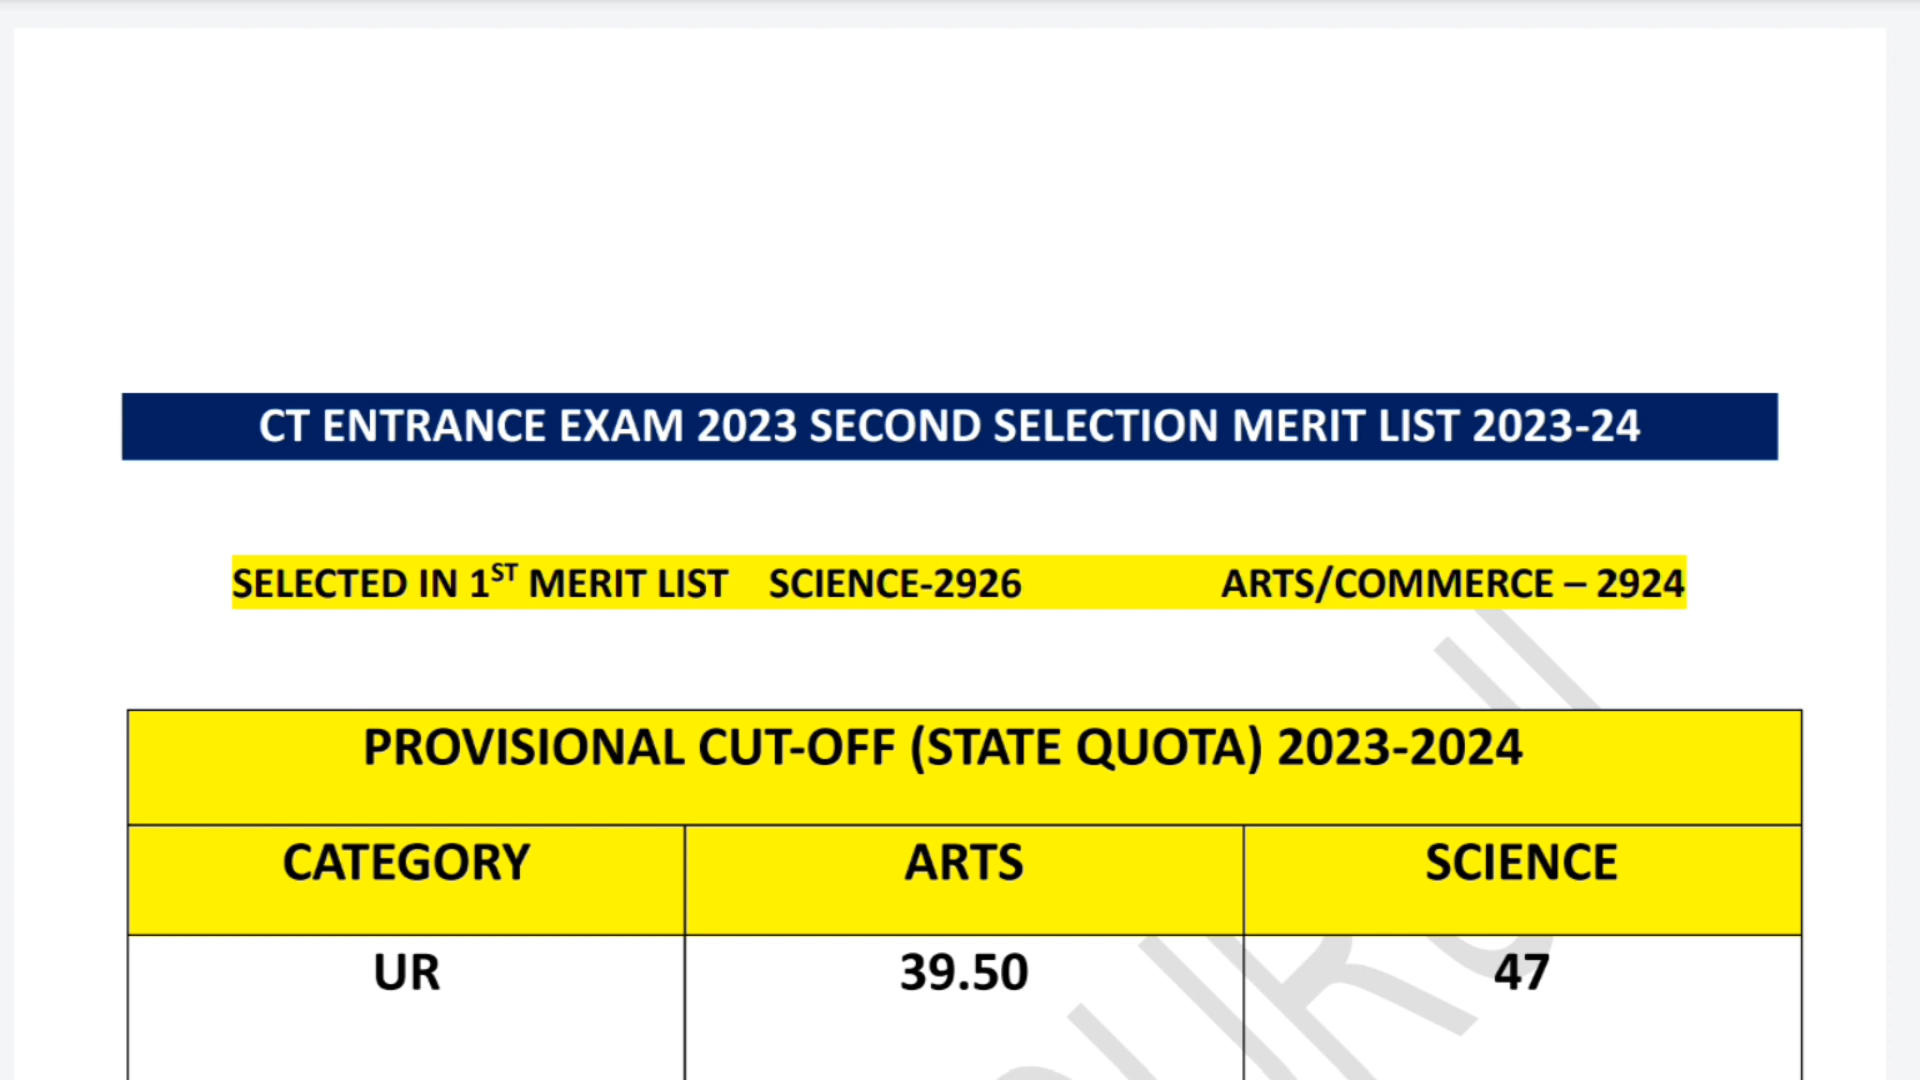 CT ENTRANCE EXAM 2023 SECOND SELECTION MERIT LIST 2023-24
SELECTED IN 1ST MERIT LIST SCIENCE-2926 ARTS/COMMERCE – 2924
PROVISIONAL CUT-OFF (STATE QUOTA) 2023-2024
CATEGORY ARTS SCIENCE
UR 39.50 47